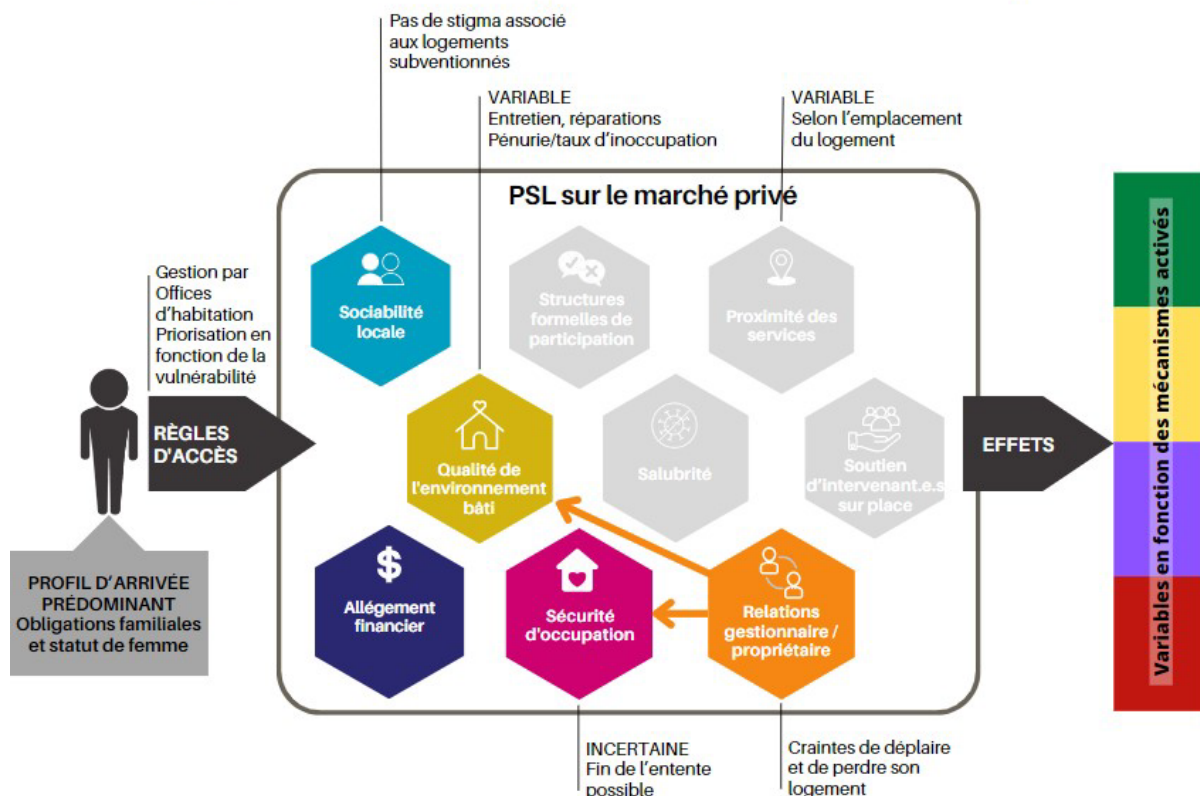 Pas de stigma associé
aux logements
subventionnés
VARIABLE
Entretien, réparations
Pénurie/taux d'inoccupation
VARIABLE
Selon l'emplacement
du logement
PSL sur le marché privé
Gestion par
Offices
d'habitation
Priorisation en
fonction de la
vulnérabilité
RÈGLES
D'ACCÈS
PROFIL D'ARRIVÉE
PRÉDOMINANT
Obligations familiales
et statut de femme
Sociabilité
locale
Structures
formelles de
participation
Proximité des
services
Qualité de
l'environnement
bâti
Salubrité
Soutien
d'intervenant.e.s
sur place
$
Allégement
financier
Sécurité
d'occupation
Relations
gestionnaire /
propriétaire
EFFETS
Variables en fonction des mécanismes activés
INCERTAINE
Fin de l'entente
possible
Craintes de déplaire
et de perdre son
logement